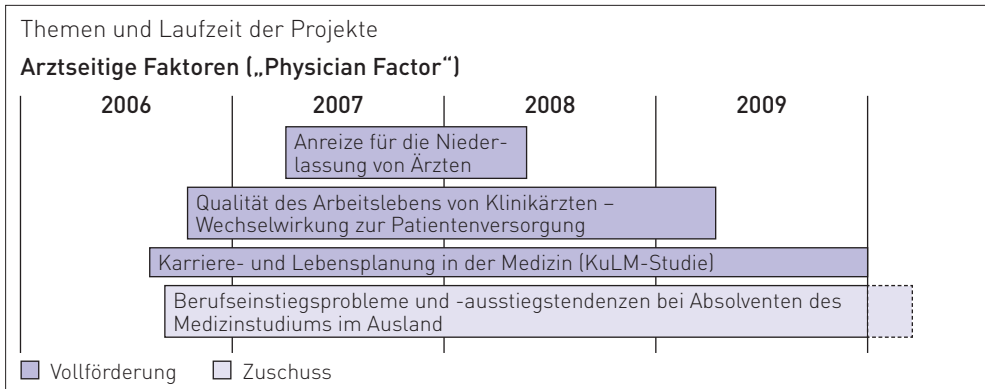 Themen und Laufzeit der Projekte
Arztseitige Faktoren („Physician Factor“)
2006 2007 2008 2009
Anreize für die Nieder-
lassung von Ärzten
Qualität des Arbeitslebens von Klinikärzten –
Wechselwirkung zur Patientenversorgung
Karriere- und Lebensplanung in der Medizin (KuLM-Studie)
Berufseinstiegsprobleme und -ausstiegstendenzen bei Absolventen des
Medizinstudiums im Ausland
Vollförderung Zuschuss